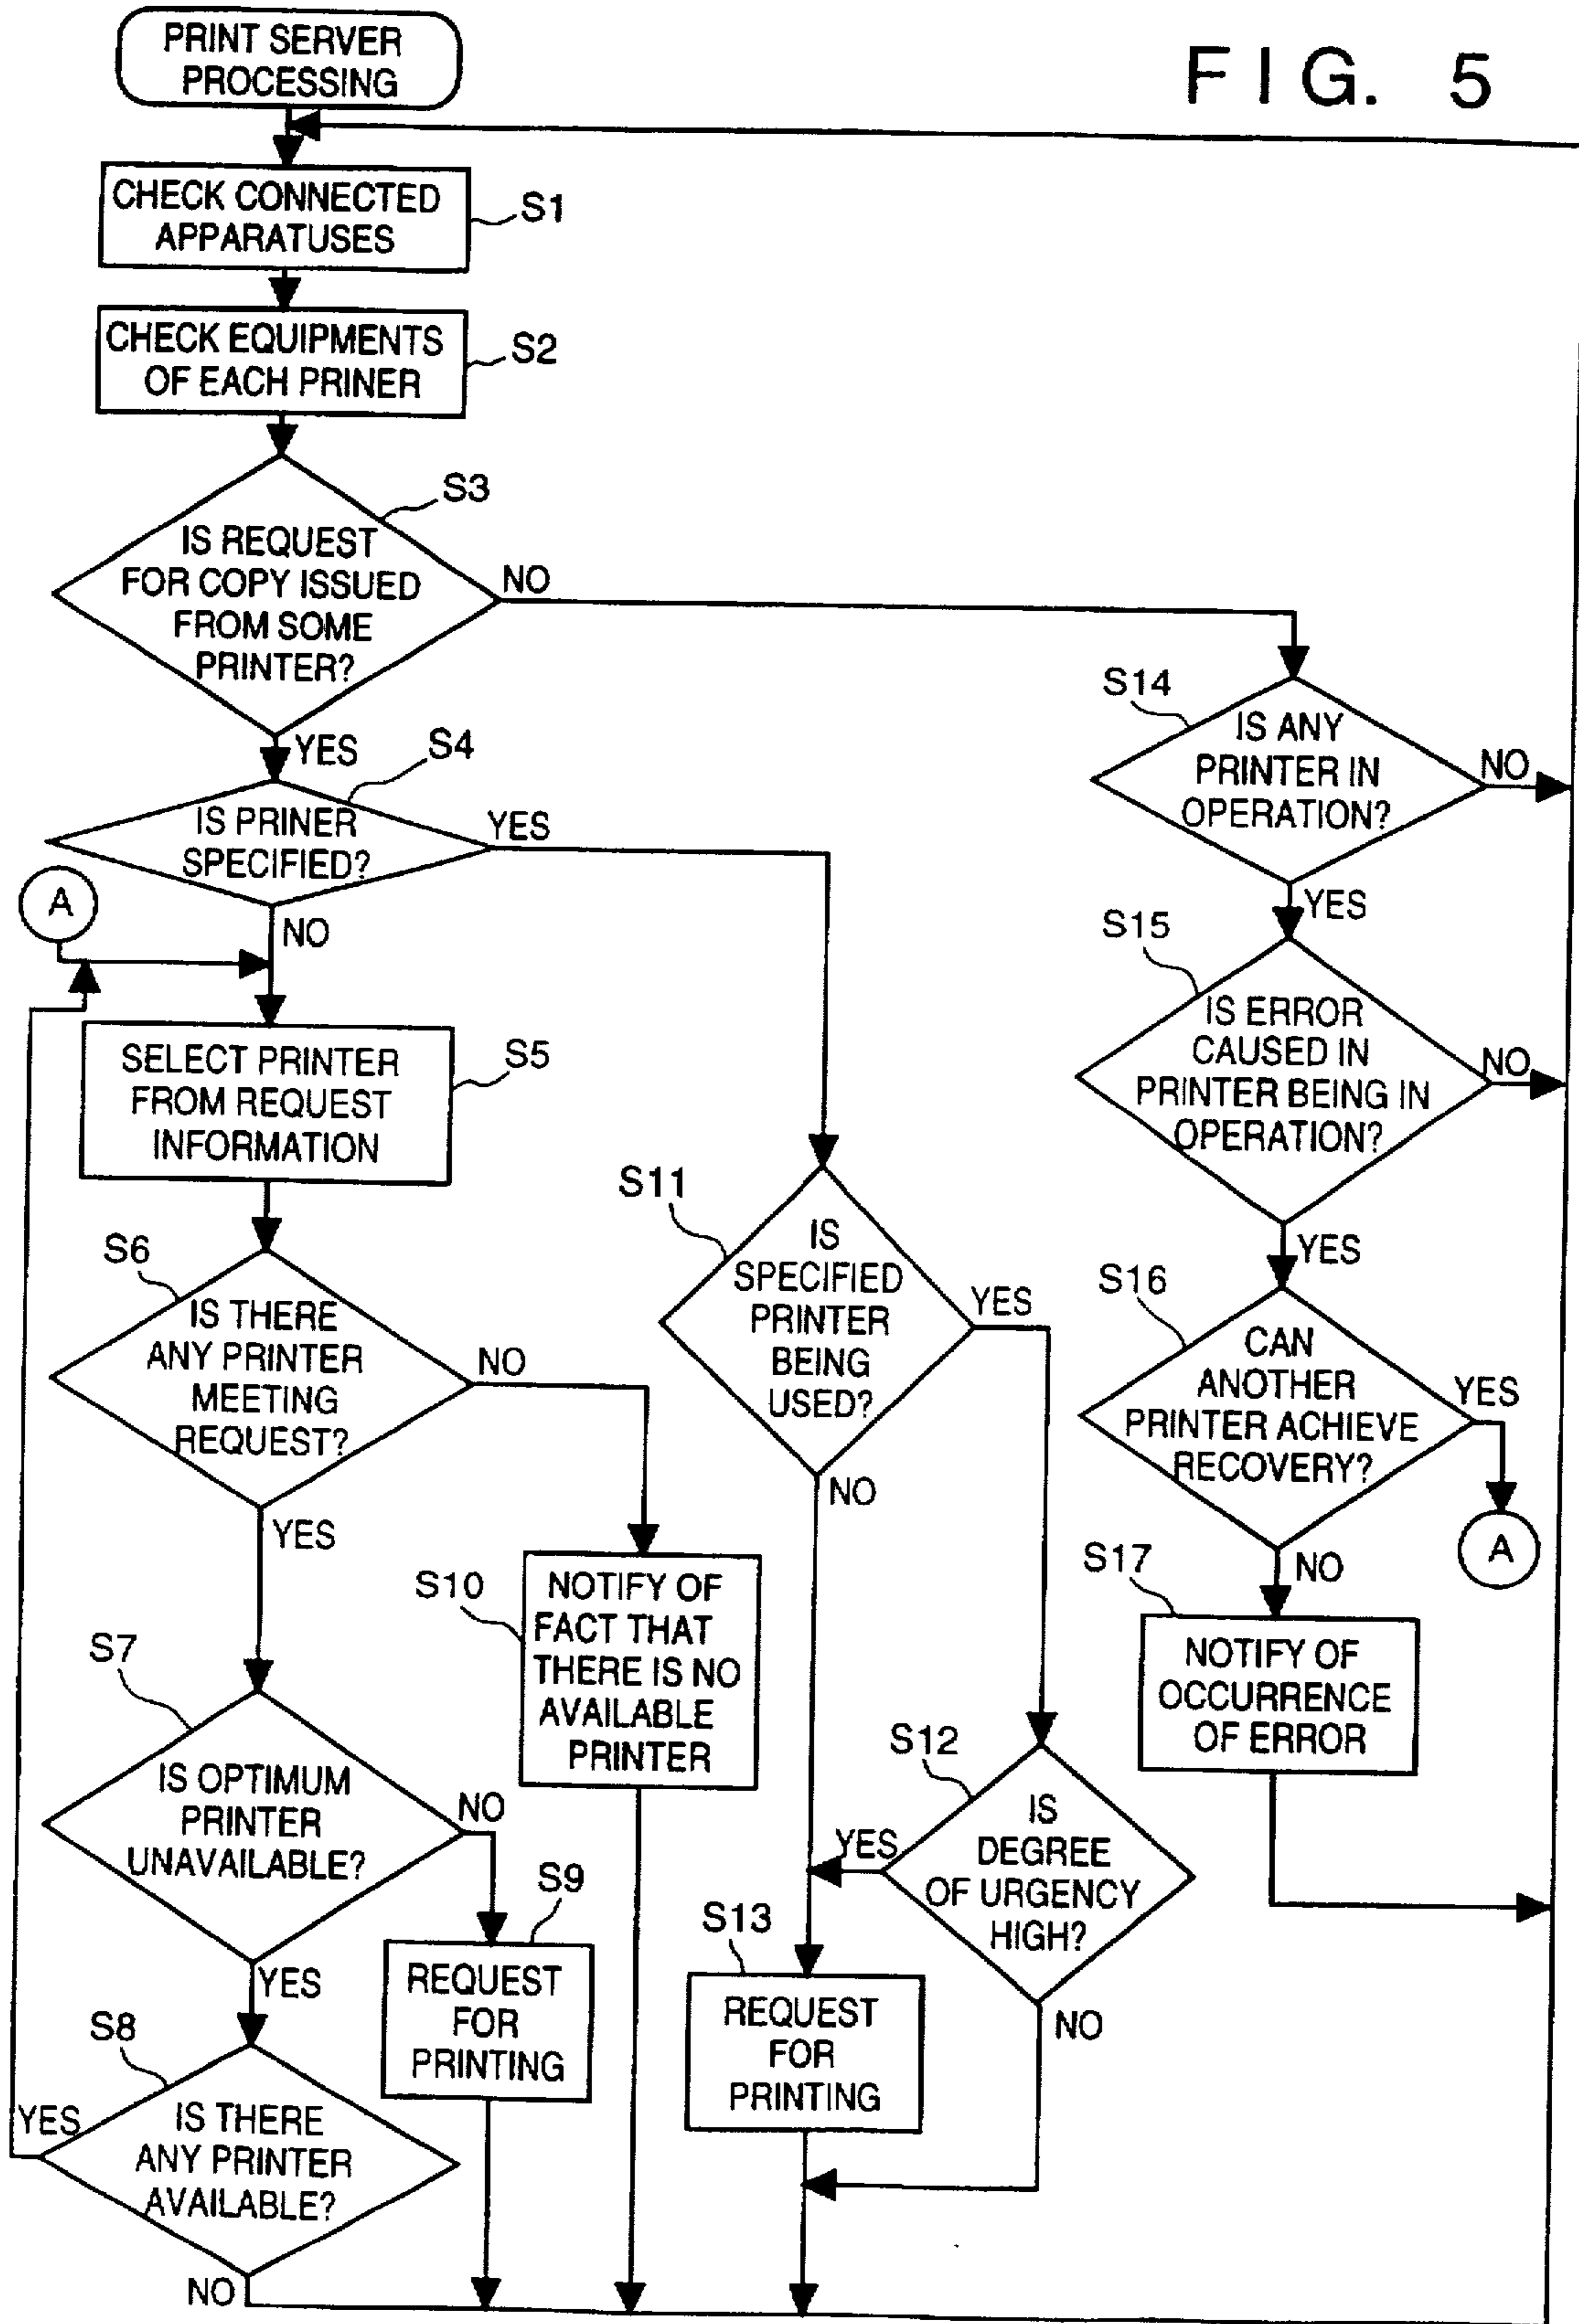 PRINT SERVER
PROCESSING
FIG. 5
CHECK CONNECTED
APPARATUSES
S1
CHECK EQUIPMENTS
OF EACH PRINER
S2
S3
IS REQUEST
FOR COPY ISSUED
FROM SOME
PRINTER?
NO
YES
S4
IS PRINER
SPECIFIED?
YES
NO
A
SELECT PRINTER
FROM REQUEST
INFORMATION
S5
S6
IS THERE
ANY PRINTER
MEETING
REQUEST?
NO
YES
S7
IS OPTIMUM
PRINTER
UNAVAILABLE?
NO
YES
S8
IS THERE
ANY PRINTER
AVAILABLE?
YES
NO
S9
REQUEST
FOR
PRINTING
S10
NOTIFY OF
FACT THAT
THERE IS NO
AVAILABLE
PRINTER
S11
IS
SPECIFIED
PRINTER
BEING
USED?
YES
NO
S12
IS
DEGREE
OF URGENCY
HIGH?
YES
NO
S13
REQUEST
FOR
PRINTING
S14
IS ANY
PRINTER IN
OPERATION?
NO
YES
S15
IS ERROR
CAUSED IN
PRINTER BEING IN
OPERATION?
NO
YES
S16
CAN
ANOTHER
PRINTER ACHIEVE
RECOVERY?
YES
A
NO
S17
NOTIFY OF
OCCURRENCE
OF ERROR